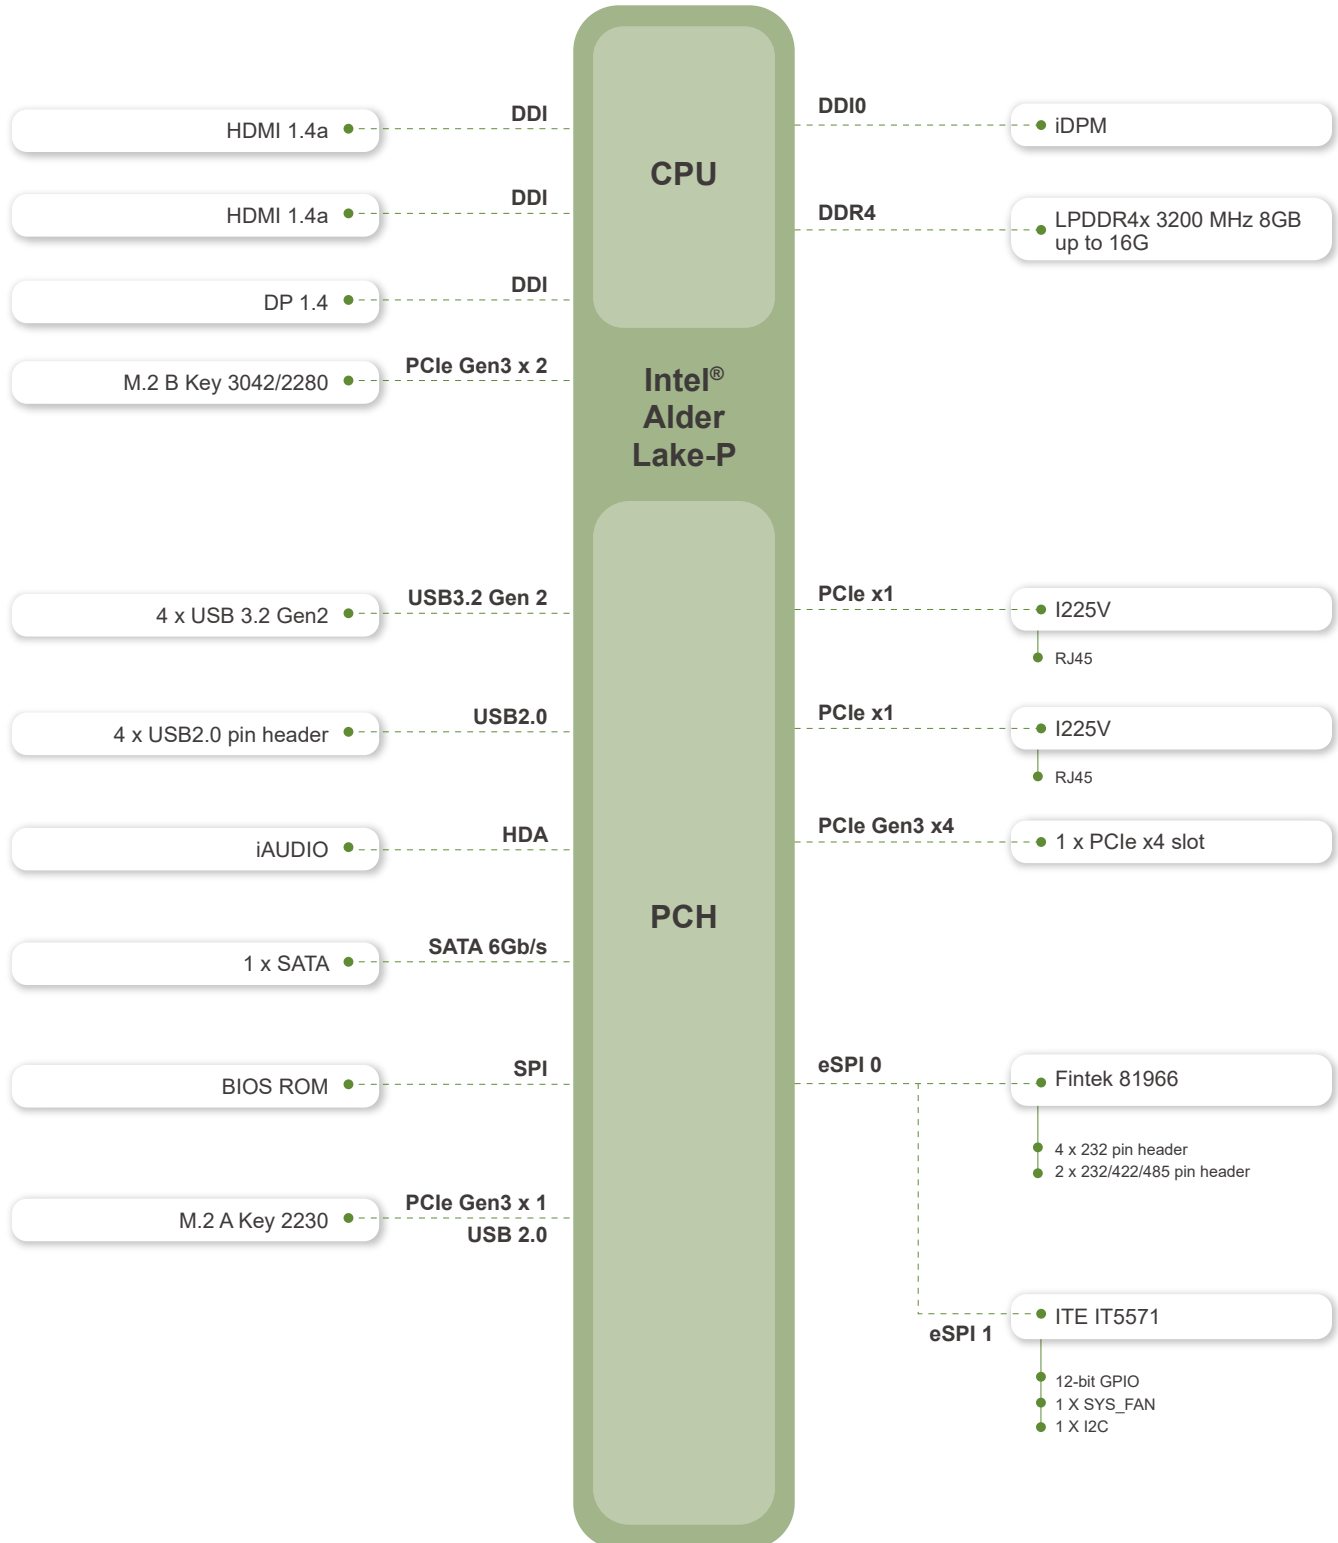 DDI
HDMI 1.4a
DDI
HDMI 1.4a
DDI
DP 1.4
PCIe Gen3 x 2
M.2 B Key 3042/2280
USB3.2 Gen 2
4 x USB 3.2 Gen2
USB2.0
4 x USB2.0 pin header
HDA
iAUDIO
SATA 6Gb/s
1 x SATA
SPI
BIOS ROM
PCIe Gen3 x 1
M.2 A Key 2230
USB 2.0
CPU
Intel®
Alder
Lake-P
PCH
DDI0
iDPM
DDR4
LPDDR4x 3200 MHz 8GB
up to 16G
PCIe x1
I225V
RJ45
PCIe x1
I225V
RJ45
PCIe Gen3 x4
1 x PCIe x4 slot
eSPI 0
Fintek 81966
4 x 232 pin header
2 x 232/422/485 pin header
ITE IT5571
eSPI 1
12-bit GPIO
1 X SYS_FAN
1 X I2C